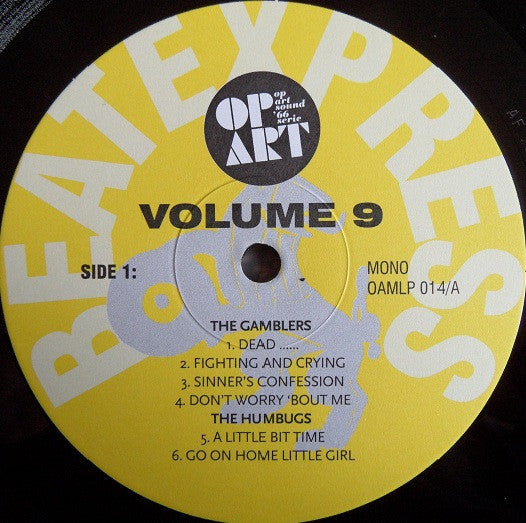 BEATEXPRESS
OP
ART
op
art
sound
'66
serie
VOLUME 9
SIDE 1:
MONO
OAMLP 014/A
THE GAMBLERS
1. DEAD ......
2. FIGHTING AND CRYING
3. SINNER'S CONFESSION
4. DON'T WORRY 'BOUT ME
THE HUMBUGS
5. A LITTLE BIT TIME
6. GO ON HOME LITTLE GIRL